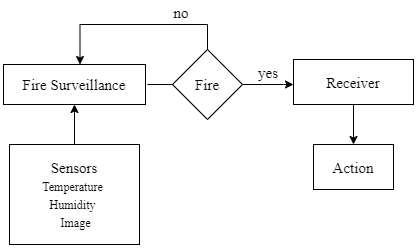 no
Fire Surveillance
Fire
yes
Receiver
Sensors
Temperature
Humidity
Image
Action